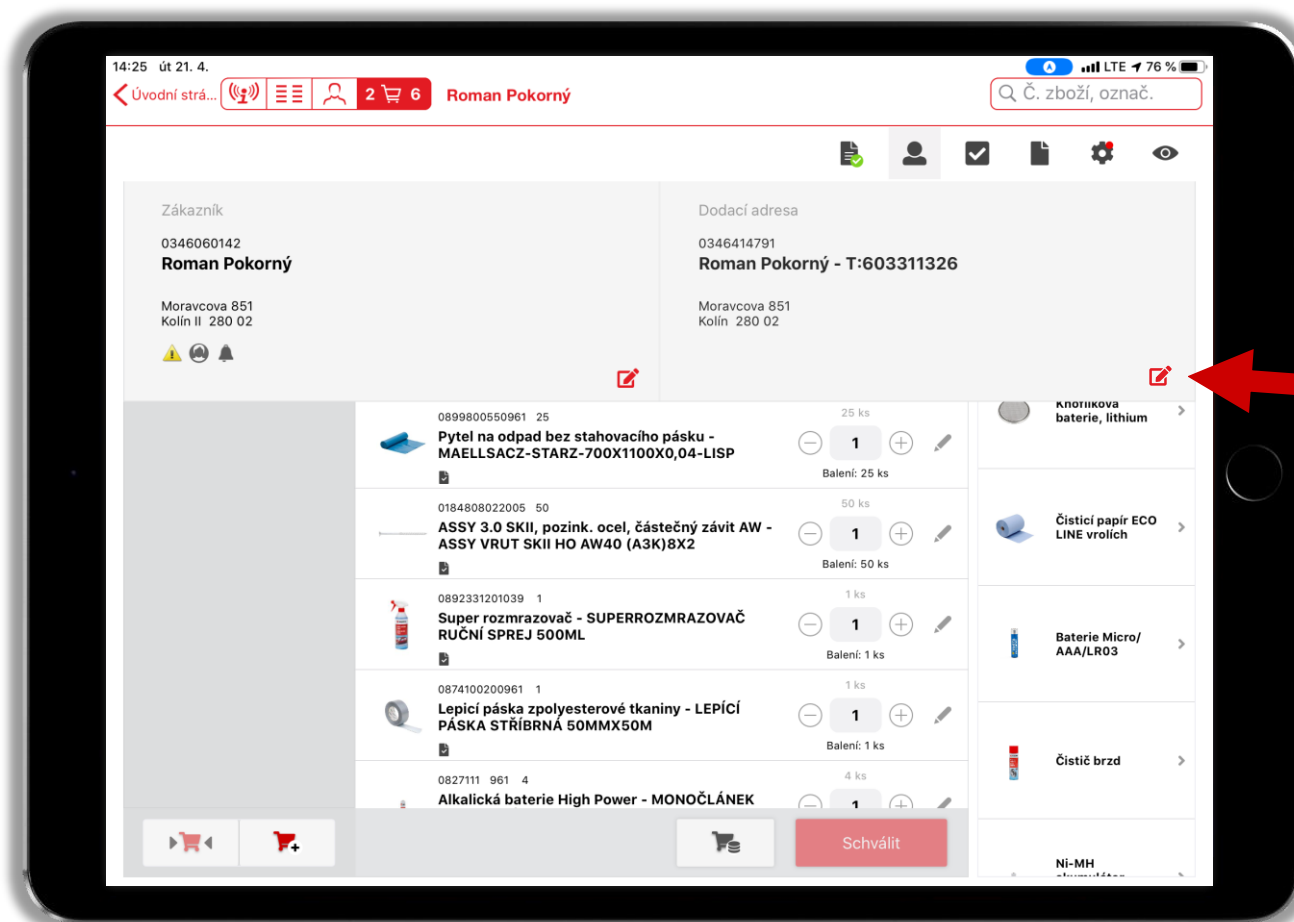 14:25 út 21. 4.
LTE 76 %
Úvodní strá...
2 6
Roman Pokorný
Č. zboží, označ.
Zákazník
0346060142
Roman Pokorný
Moravcova 851
Kolín II 280 02
Dodací adresa
0346414791
Roman Pokorný - T:603311326
Moravcova 851
Kolín 280 02
0899800550961 25
Pytel na odpad bez stahovacího pásku -
MAELLSACZ-STARZ-700X1100X0,04-LISP
25 ks
1
Balení: 25 ks
0184808022005 50
ASSY 3.0 SKII, pozink. ocel, částečný závit AW -
ASSY VRUT SKII HO AW40 (A3K)8X2
50 ks
1
Balení: 50 ks
0892331201039 1
Super rozmrazovač - SUPERROZMRAZOVAČ
RUČNÍ SPREJ 500ML
1 ks
1
Balení: 1 ks
0874100200961 1
Lepicí páska zpolyesterové tkaniny - LEPÍCÍ
PÁSKA STŘÍBRNÁ 50MMX50M
1 ks
1
Balení: 1 ks
0827111 961 4
Alkalická baterie High Power - MONOČLÁNEK
4 ks
1
Knoflíková
baterie, lithium
Čisticí papír ECO
LINE vrolích
Baterie Micro/
AAA/LR03
Čistič brzd
Ni-MH
Schválit